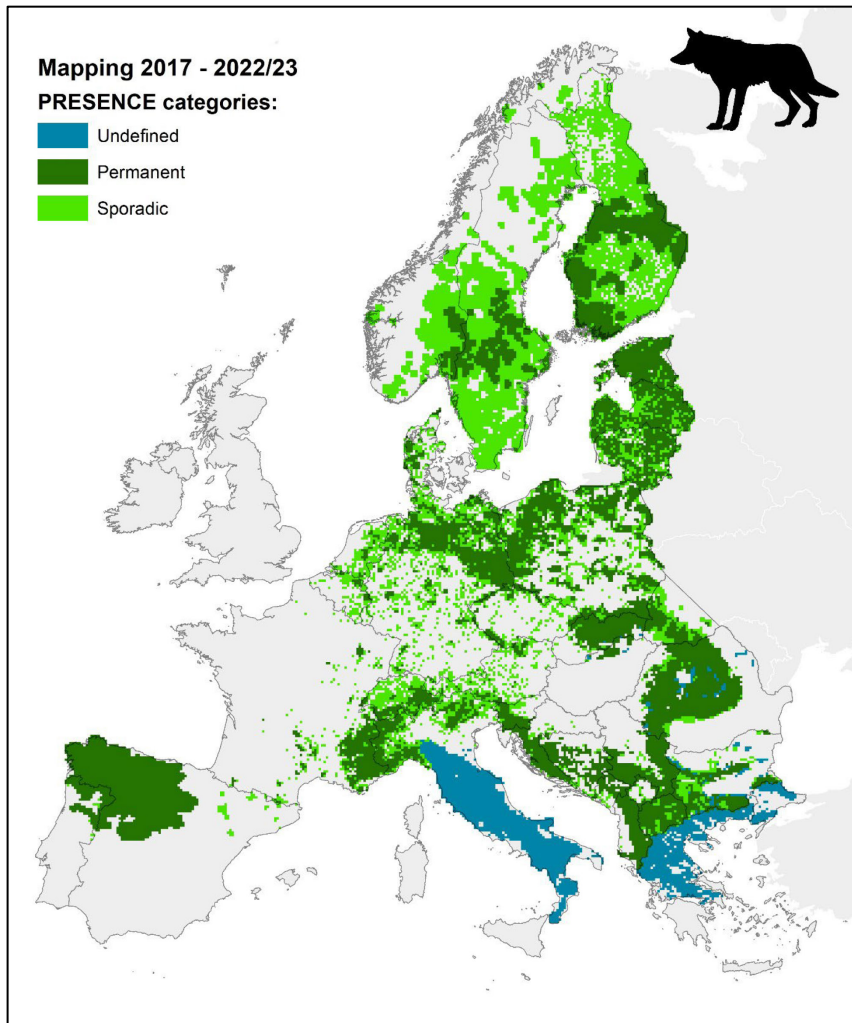 Mapping 2017 - 2022/23
PRESENCE categories:
Undefined
Permanent
Sporadic